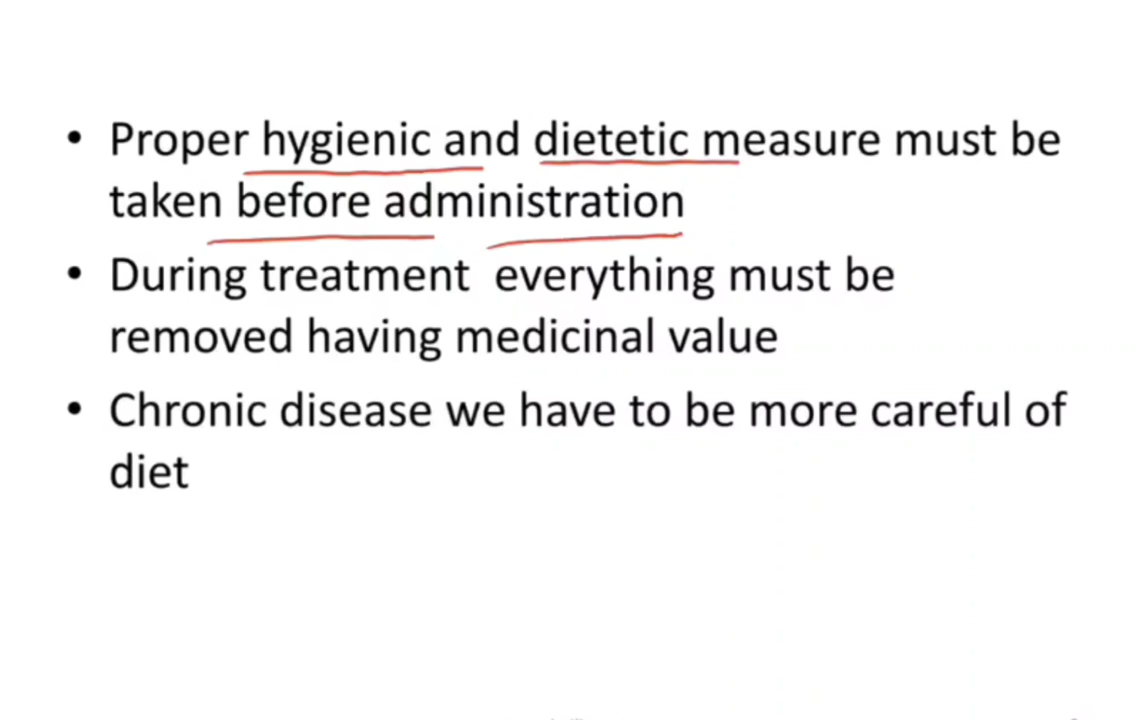 • Proper hygienic and dietetic measure must be
taken before administration
• During treatment  everything must be
removed having medicinal value
• Chronic disease we have to be more careful of
diet